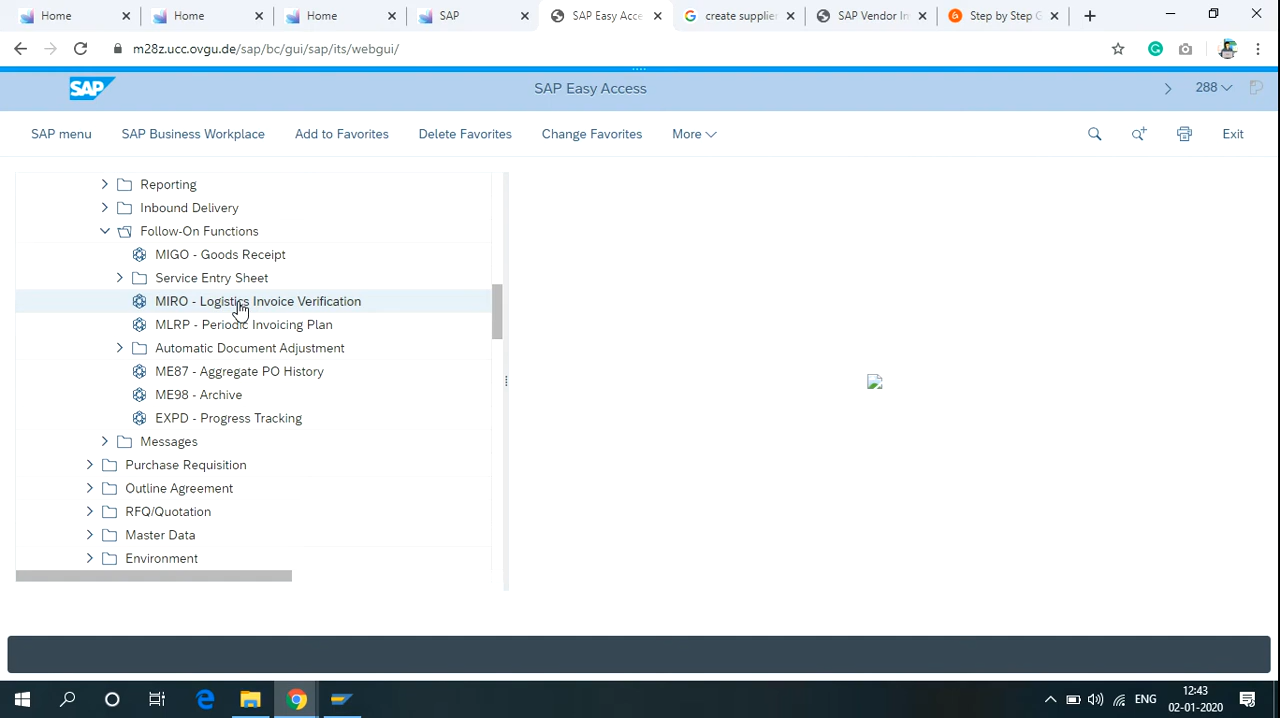 Home
Home
Home
SAP
SAP Easy Acce
create supplier
SAP Vendor In
Step by Step G
m28z.ucc.ovgu.de/sap/bc/gui/sap/its/webgui/
SAP
SAP Easy Access
288
SAP menu
SAP Business Workplace
Add to Favorites
Delete Favorites
Change Favorites
More
Exit
Reporting
Inbound Delivery
Follow-On Functions
MIGO - Goods Receipt
Service Entry Sheet
MIRO - Logistics Invoice Verification
MLRP - Periodic Invoicing Plan
Automatic Document Adjustment
ME87 - Aggregate PO History
ME98 - Archive
EXPD - Progress Tracking
Messages
Purchase Requisition
Outline Agreement
RFQ/Quotation
Master Data
Environment
ENG
12:43
02-01-2020